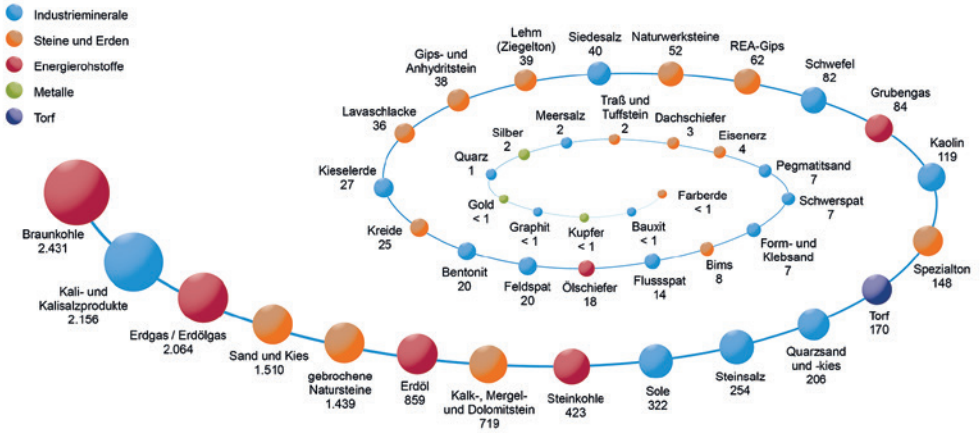 Industrieminerale
Steine und Erden
Energierohstoffe
Metalle
Torf
Braunkohle
2.431
Kali- und
Kalisalzprodukte
2.156
Erdgas / Erdölgas
2.064
Sand und Kies
1.510
gebrochene
Natursteine
1.439
Erdöl
859
Kalk-, Mergel-
und Dolomitstein
719
Steinkohle
423
Sole
322
Steinsalz
254
Quarzsand
und -kies
206
Torf
170
Spezialton
148
Kaolin
119
Grubengas
84
Schwefel
82
REA-Gips
62
Naturwerksteine
52
Siedesalz
40
Lehm
(Ziegelton)
39
Gips- und
Anhydritstein
38
Lavaschlacke
36
Kieselerde
27
Kreide
25
Bentonit
20
Feldspat
20
Ölschiefer
18
Flussspat
14
Bims
8
Form- und
Klebsand
7
Schwerspat
7
Pegmatitsand
7
Eisenerz
4
Dachschiefer
3
Traß und
Tuffstein
2
Meersalz
2
Silber
2
Quarz
1
Gold
< 1
Graphit
< 1
Kupfer
< 1
Bauxit
< 1
Farberde
< 1